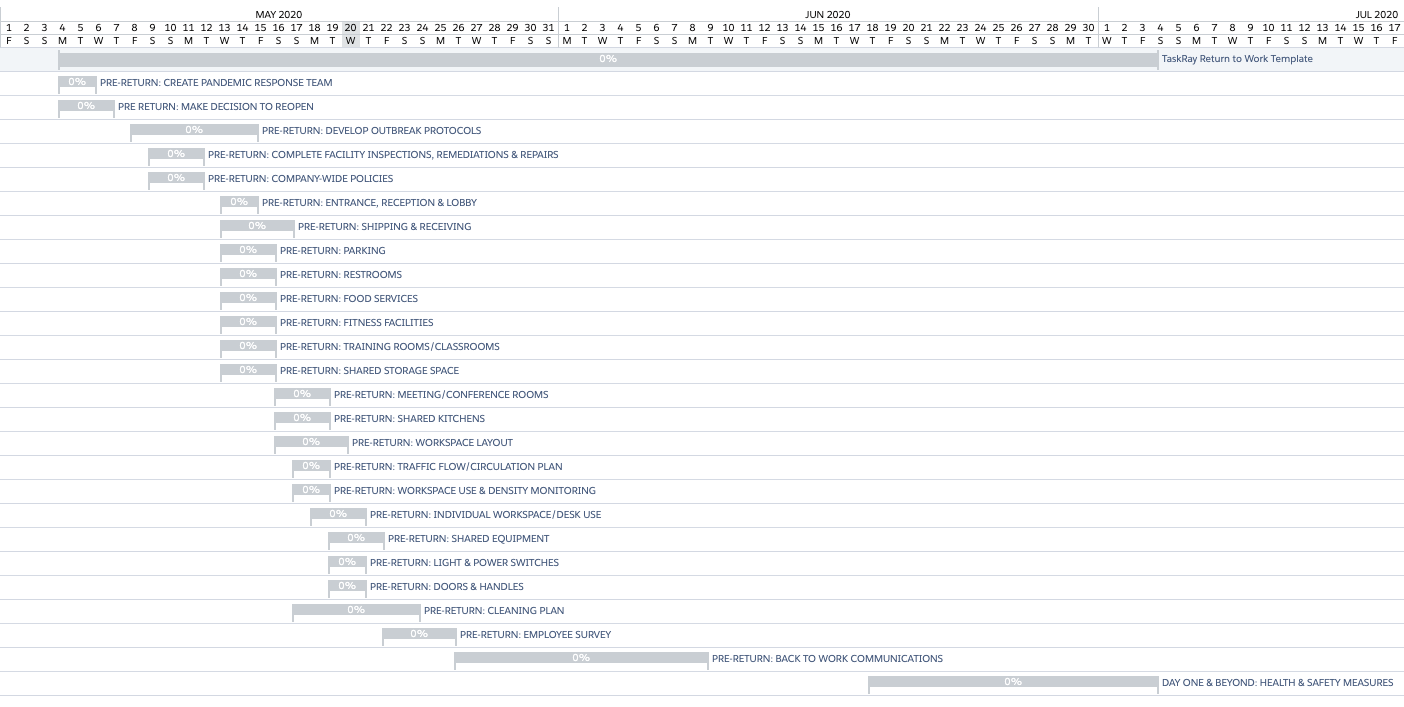 MAY 2020 JUN 2020 JUL 2020
1 2 3 4 5 6 7 8 9 10 11 12 13 14 15 16 17 18 19 20 21 22 23 24 25 26 27 28 29 30 31 1 2 3 4 5 6 7 8 9 10 11 12 13 14 15 16 17 18 19 20 21 22 23 24 25 26 27 28 29 30 1 2 3 4 5 6 7 8 9 10 11 12 13 14 15 16 17
F S S M T W T F S S M T W T F S S M T W T F S S M T W T F S S M T W T F S S M T W T F S S M T W T F S S M T W T F S S M T W T F S S M T W T F S S M T W T F
0% TaskRay Return to Work Template
0% PRE-RETURN: CREATE PANDEMIC RESPONSE TEAM
0% PRE RETURN: MAKE DECISION TO REOPEN
0% PRE-RETURN: DEVELOP OUTBREAK PROTOCOLS
0% PRE-RETURN: COMPLETE FACILITY INSPECTIONS, REMEDIATIONS & REPAIRS
0% PRE-RETURN: COMPANY-WIDE POLICIES
0% PRE-RETURN: ENTRANCE, RECEPTION & LOBBY
0% PRE-RETURN: SHIPPING & RECEIVING
0% PRE-RETURN: PARKING
0% PRE-RETURN: RESTROOMS
0% PRE-RETURN: FOOD SERVICES
0% PRE-RETURN: FITNESS FACILITIES
0% PRE-RETURN: TRAINING ROOMS/CLASSROOMS
0% PRE-RETURN: SHARED STORAGE SPACE
0% PRE-RETURN: MEETING/CONFERENCE ROOMS
0% PRE-RETURN: SHARED KITCHENS
0% PRE-RETURN: WORKSPACE LAYOUT
0% PRE-RETURN: TRAFFIC FLOW/CIRCULATION PLAN
0% PRE-RETURN: WORKSPACE USE & DENSITY MONITORING
0% PRE-RETURN: INDIVIDUAL WORKSPACE/DESK USE
0% PRE-RETURN: SHARED EQUIPMENT
0% PRE-RETURN: LIGHT & POWER SWITCHES
0% PRE-RETURN: DOORS & HANDLES
0% PRE-RETURN: CLEANING PLAN
0% PRE-RETURN: EMPLOYEE SURVEY
0% PRE-RETURN: BACK TO WORK COMMUNICATIONS
0% DAY ONE & BEYOND: HEALTH & SAFETY MEASURES